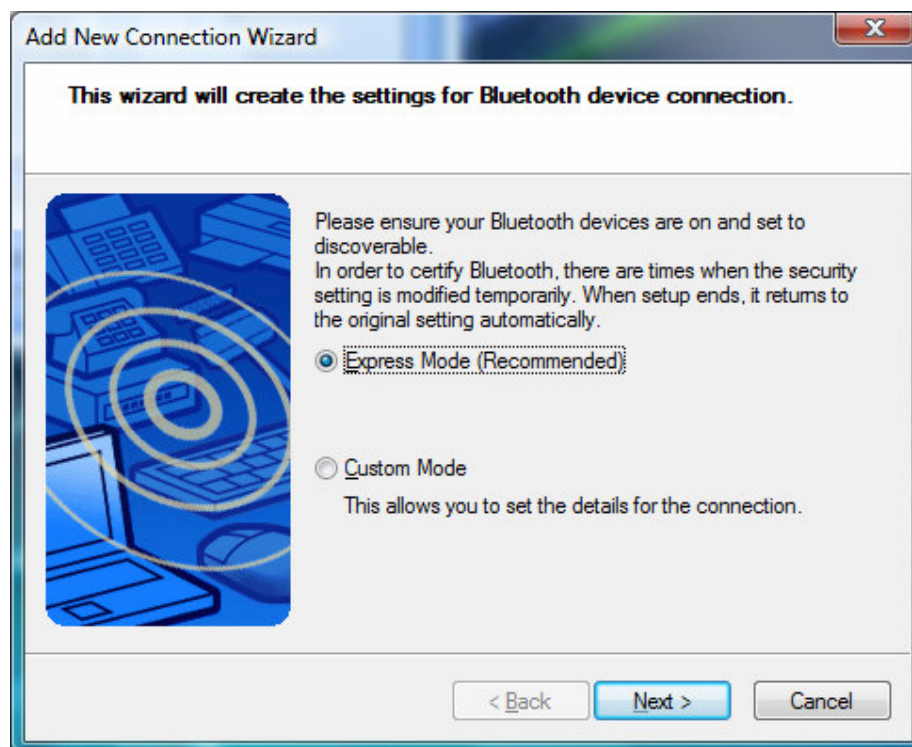 Add New Connection Wizard
This wizard will create the settings for Bluetooth device connection.
Please ensure your Bluetooth devices are on and set to
discoverable.
In order to certify Bluetooth, there are times when the security
setting is modified temporarily. When setup ends, it returns to
the original setting automatically.
Express Mode (Recommended)
Custom Mode
This allows you to set the details for the connection.
< Back Next > Cancel